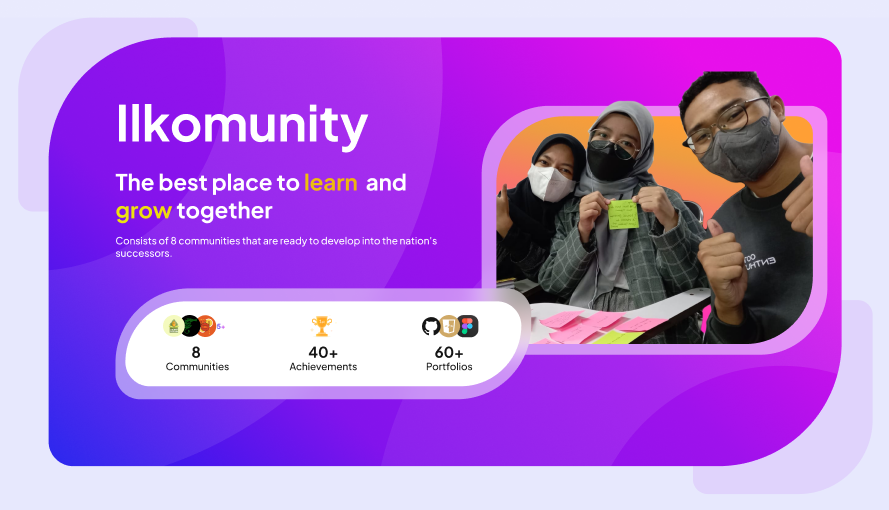 Ilkomunity
The best place to learn and
grow together
Consists of 8 communities that are ready to develop into the nation's
successors.
5+
8
Communities
40+
Achievements
60+
Portfolios